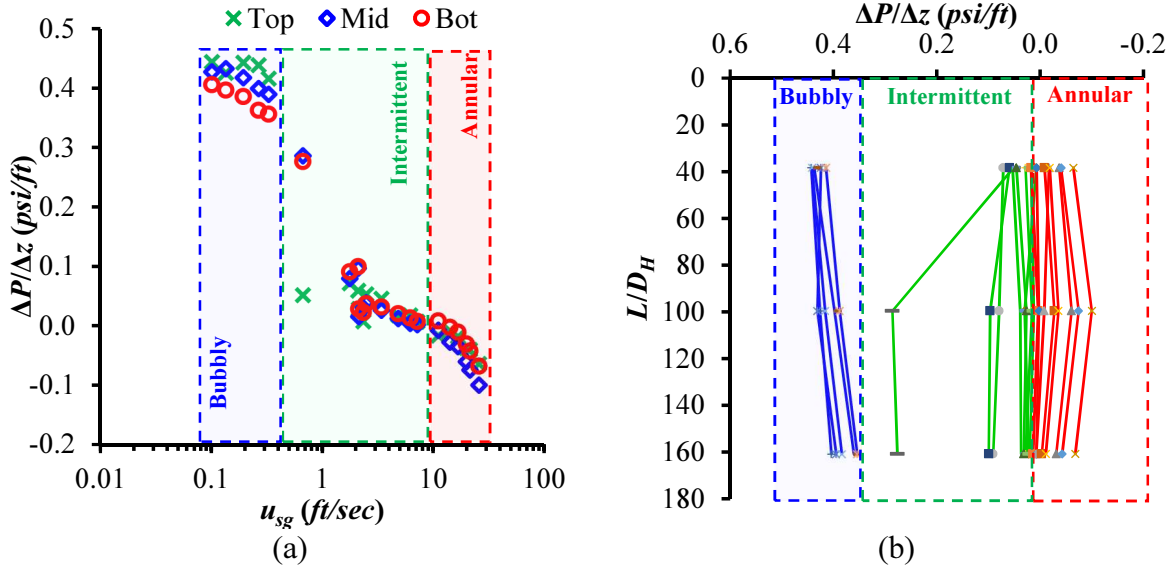 Top Mid Bot
0.5
0.4
0.3
0.2
0.1
0.0
-0.1
-0.2
ΔP/Δz (psi/ft)
Bubbly
Intermittent
Annular
0.01 0.1 1 10 100
u_sg (ft/sec)
(a)
ΔP/Δz (psi/ft)
0.6 0.4 0.2 0.0 -0.2
0
20
40
60
80
100
120
140
160
180
L/D_H
Bubbly Intermittent Annular
(b)